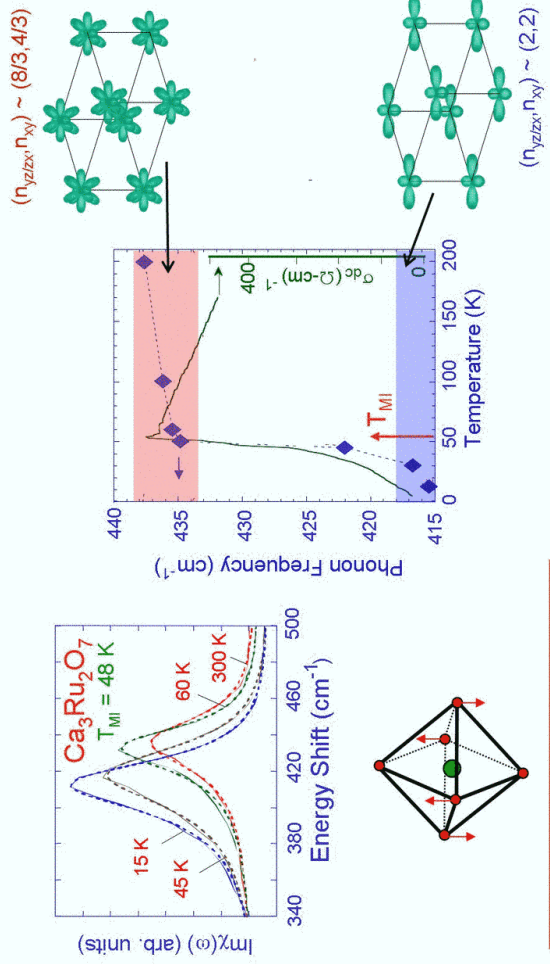 Ca3Ru2O7
TMI = 48 K
300 K
60 K
15 K
45 K
Imχ(ω) (arb. units)
340 380 420 460 500
Energy Shift (cm-1)
Phonon Frequency (cm-1)
440
435
430
425
420
415
0 50 100 150 200
Temperature (K)
TMI
400
σdc (Ω-cm)-1
0
(nyz/zx,nxy) ~ (8/3,4/3)
(nyz/zx,nxy) ~ (2,2)